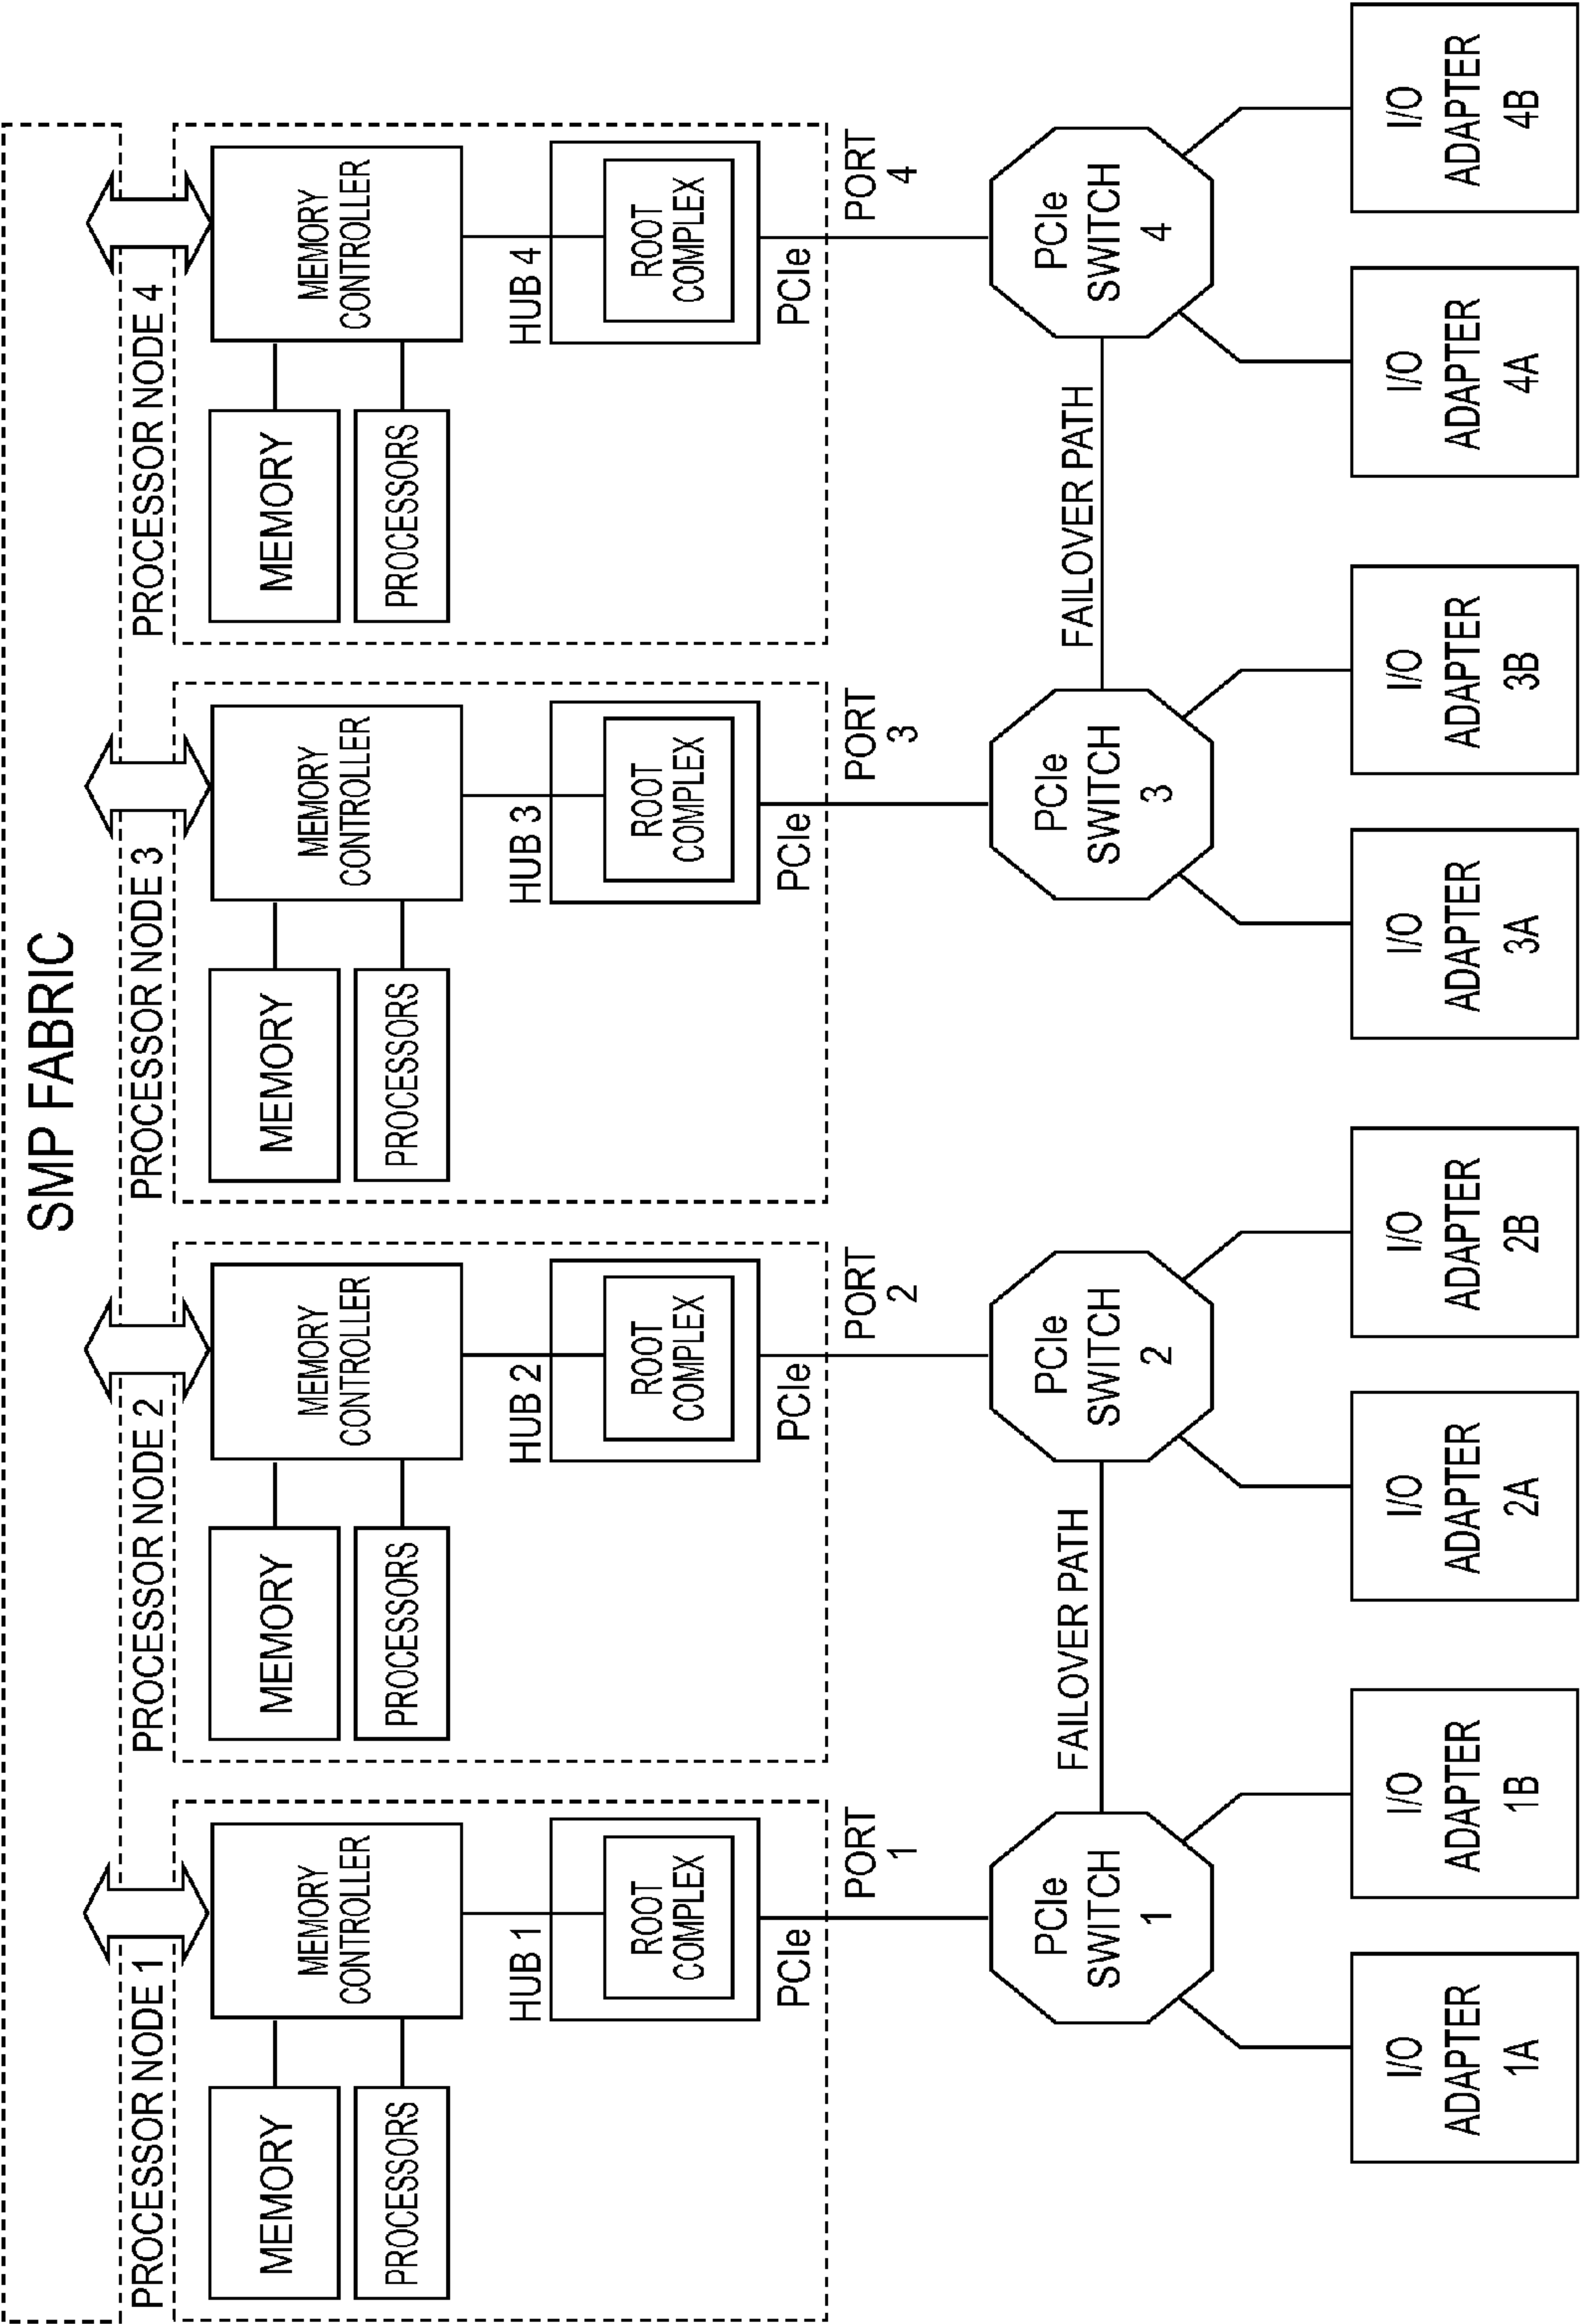 SMP FABRIC
PROCESSOR NODE 1
MEMORY
PROCESSORS
MEMORY
CONTROLLER
HUB 1
ROOT
COMPLEX
PCIe
PORT
1
PROCESSOR NODE 2
MEMORY
PROCESSORS
MEMORY
CONTROLLER
HUB 2
ROOT
COMPLEX
PCIe
PORT
2
PROCESSOR NODE 3
MEMORY
PROCESSORS
MEMORY
CONTROLLER
HUB 3
ROOT
COMPLEX
PCIe
PORT
3
PROCESSOR NODE 4
MEMORY
PROCESSORS
MEMORY
CONTROLLER
HUB 4
ROOT
COMPLEX
PCIe
PORT
4
PCIe
SWITCH
1
FAILOVER PATH
PCIe
SWITCH
2
PCIe
SWITCH
3
FAILOVER PATH
PCIe
SWITCH
4
I/O
ADAPTER
1A
I/O
ADAPTER
1B
I/O
ADAPTER
2A
I/O
ADAPTER
2B
I/O
ADAPTER
3A
I/O
ADAPTER
3B
I/O
ADAPTER
4A
I/O
ADAPTER
4B